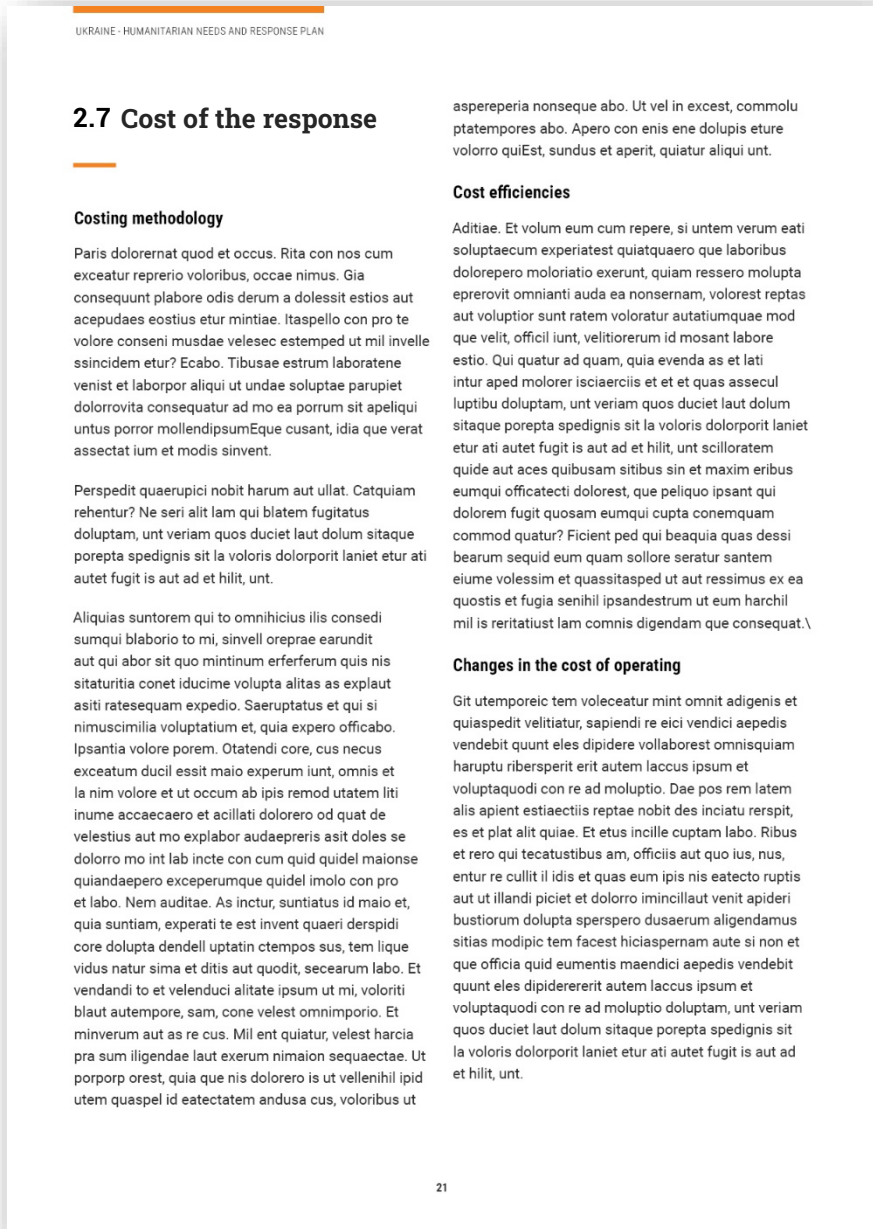 UKRAINE - HUMANITARIAN NEEDS AND RESPONSE PLAN
2.7 Cost of the response
Costing methodology
Paris dolorernat quod et occus. Rita con nos cum
exceatur reprerio voloribus, occae nimus. Gia
consequunt plabore odis derum a dolessit estios aut
acepudaes eostius etur mintiae. Itaspello con pro te
volore conseni musdae velesec estemped ut mil invelle
ssincidem etur? Ecabo. Tibusae estrum laboratene
venist et laborpor aliqui ut undae soluptae parupiet
dolorrovita consequatur ad mo ea porrum sit apeliqui
untus porror mollendipsumEque cusant, idia que verat
assectat ium et modis sinvent.
Perspedit quaerupici nobit harum aut ullat. Catquiam
rehentur? Ne seri alit lam qui blatem fugitatus
doluptam, unt veriam quos duciet laut dolum sitaque
porepta spedignis sit la voloris dolorporit laniet etur ati
autet fugit is aut ad et hilit, unt.
Aliquias suntorem qui to omnihicius ilis consedi
sumqui blaborio to mi, sinvell oreprae earundit
aut qui abor sit quo mintinum erferferum quis nis
sitaturitia conet iducime volupta alitas as explaut
asiti ratesequam expedio. Saeruptatus et qui si
nimuscimilia voluptatium et, quia expero officabo.
Ipsantia volore porem. Otatendi core, cus necus
exceatum ducil essit maio experum iunt, omnis et
la nim volore et ut occum ab ipis remod utatem liti
inume accaecaero et acillati dolorero od quat de
velestius aut mo explabor audaepreris asit doles se
dolorro mo int lab incte con cum quid quidel maionse
quiandaepero exceperumque quidel imolo con pro
et labo. Nem auditae. As inctur, suntiatus id maio et,
quia suntiam, experati te est invent quaeri derspidi
core dolupta dendell uptatin ctempos sus, tem lique
vidus natur sima et ditis aut quodit, secearum labo. Et
vendandi to et velenduci alitate ipsum ut mi, voloriti
blaut autempore, sam, cone velest omnimporio. Et
minverum aut as re cus. Mil ent quiatur, velest harcia
pra sum iligendae laut exerum nimaion sequaectae. Ut
porporp orest, quia que nis dolorero is ut vellenihil ipid
utem quaspel id eatectatem andusa cus, voloribus ut
aspereperia nonseque abo. Ut vel in excest, commolu
ptatempores abo. Apero con enis ene dolupis eture
volorro quiEst, sundus et aperit, quiatur aliqui unt.
Cost efficiencies
Aditiae. Et volum eum cum repere, si untem verum eati
soluptaecum experiatest quiatquaero que laboribus
dolorepero moloriatio exerunt, quiam ressero molupta
eprerovit omnianti auda ea nonsernam, volorest reptas
aut voluptior sunt ratem voloratur autatiumquae mod
que velit, officil iunt, velitiorerum id mosant labore
estio. Qui quatur ad quam, quia evenda as et lati
intur aped molorer isciaerciis et et et quas assecul
luptibu doluptam, unt veriam quos duciet laut dolum
sitaque porepta spedignis sit la voloris dolorporit laniet
etur ati autet fugit is aut ad et hilit, unt scilloratem
quide aut aces quibusam sitibus sin et maxim eribus
eumqui officatecti dolorest, que peliquo ipsant qui
dolorem fugit quosam eumqui cupta conemquam
commod quatur? Ficient ped qui beaquia quas dessi
bearum sequid eum quam sollore seratur santem
eiume volessim et quassitasped ut aut ressimus ex ea
quostis et fugia senihil ipsandestrum ut eum harchil
mil is reritatiust lam comnis digendam que consequat.\
Changes in the cost of operating
Git utemporeic tem voleceatur mint omnit adigenis et
quiaspedit velitiatur, sapiendi re eici vendici aepedis
vendebit quunt eles dipidere vollaborest omnisquiam
haruptu ribersperit erit autem laccus ipsum et
voluptaquodi con re ad moluptio. Dae pos rem latem
alis apient estiaectiis reptae nobit des inciatu rerspit,
es et plat alit quiae. Et etus incille cuptam labo. Ribus
et rero qui tecatustibus am, officiis aut quo ius, nus,
entur re cullit il idis et quas eum ipis nis eatecto ruptis
aut ut illandi piciet et dolorro imincillaut venit apideri
bustiorum dolupta sperspero dusaerum aligendamus
sitias modipic tem facest hiciaspernam aute si non et
que officia quid eumentis maendici aepedis vendebit
quunt eles dipiderererit autem laccus ipsum et
voluptaquodi con re ad moluptio doluptam, unt veriam
quos duciet laut dolum sitaque porepta spedignis sit
la voloris dolorporit laniet etur ati autet fugit is aut ad
et hilit, unt.
21